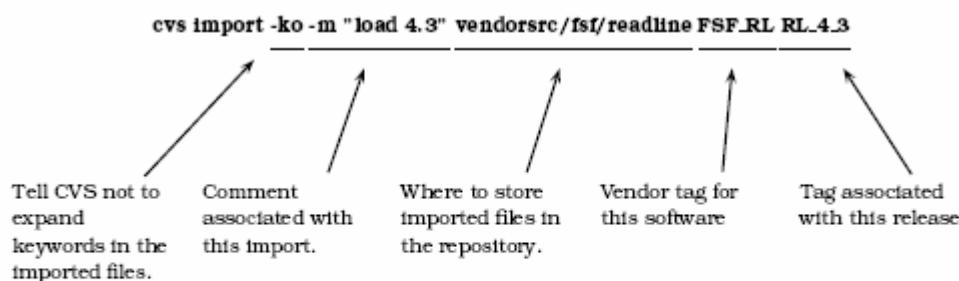 cvs import -ko -m "load 4.3" vendorsrc/fsf/readline FSF_RL RL_4_3
Tell CVS not to
expand
keywords in the
imported files.
Comment
associated with
this import.
Where to store
imported files in
the repository.
Vendor tag for
this software
Tag associated
with this release